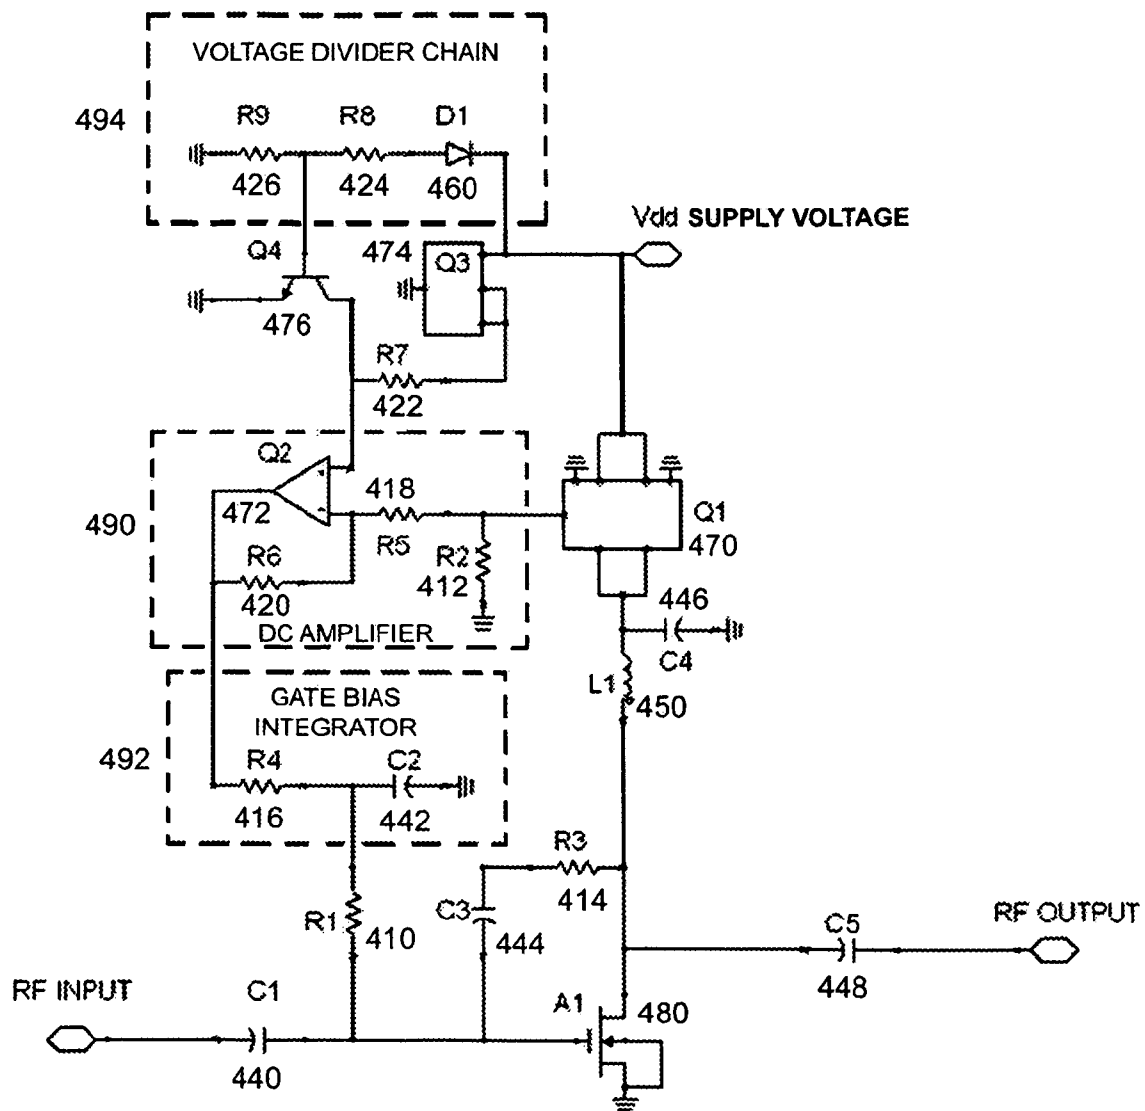 VOLTAGE DIVIDER CHAIN
494
R9
R8
D1
426
424
460
Vdd SUPPLY VOLTAGE
Q4
474
Q3
476
R7
422
Q2
418
472
490
R5
R2
412
Q1
470
R6
420
DC AMPLIFIER
446
C4
L1
450
GATE BIAS
INTEGRATOR
492
R4
C2
416
442
R3
414
R1
410
C3
444
RF OUTPUT
C5
448
RF INPUT
C1
A1
480
440